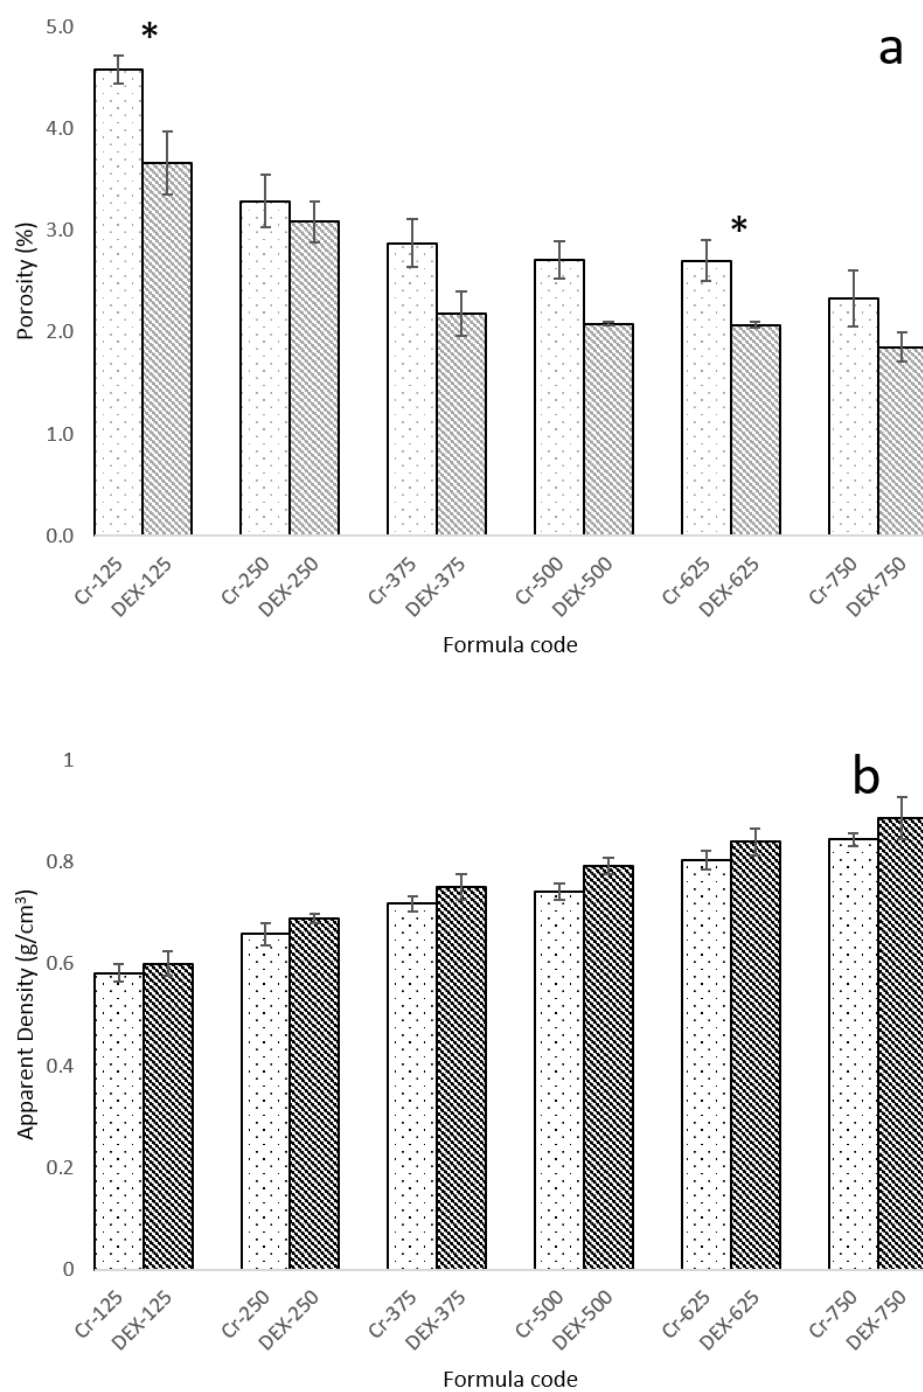 5.0
*
a
4.0
3.0
*
2.0
1.0
0.0
Porosity (%)
Cr-125
DEX-125
Cr-250
DEX-250
Cr-375
DEX-375
Cr-500
DEX-500
Cr-625
DEX-625
Cr-750
DEX-750
Formula code
1
b
0.8
0.6
0.4
0.2
0
Apparent Density (g/cm³)
Cr-125
DEX-125
Cr-250
DEX-250
Cr-375
DEX-375
Cr-500
DEX-500
Cr-625
DEX-625
Cr-750
DEX-750
Formula code